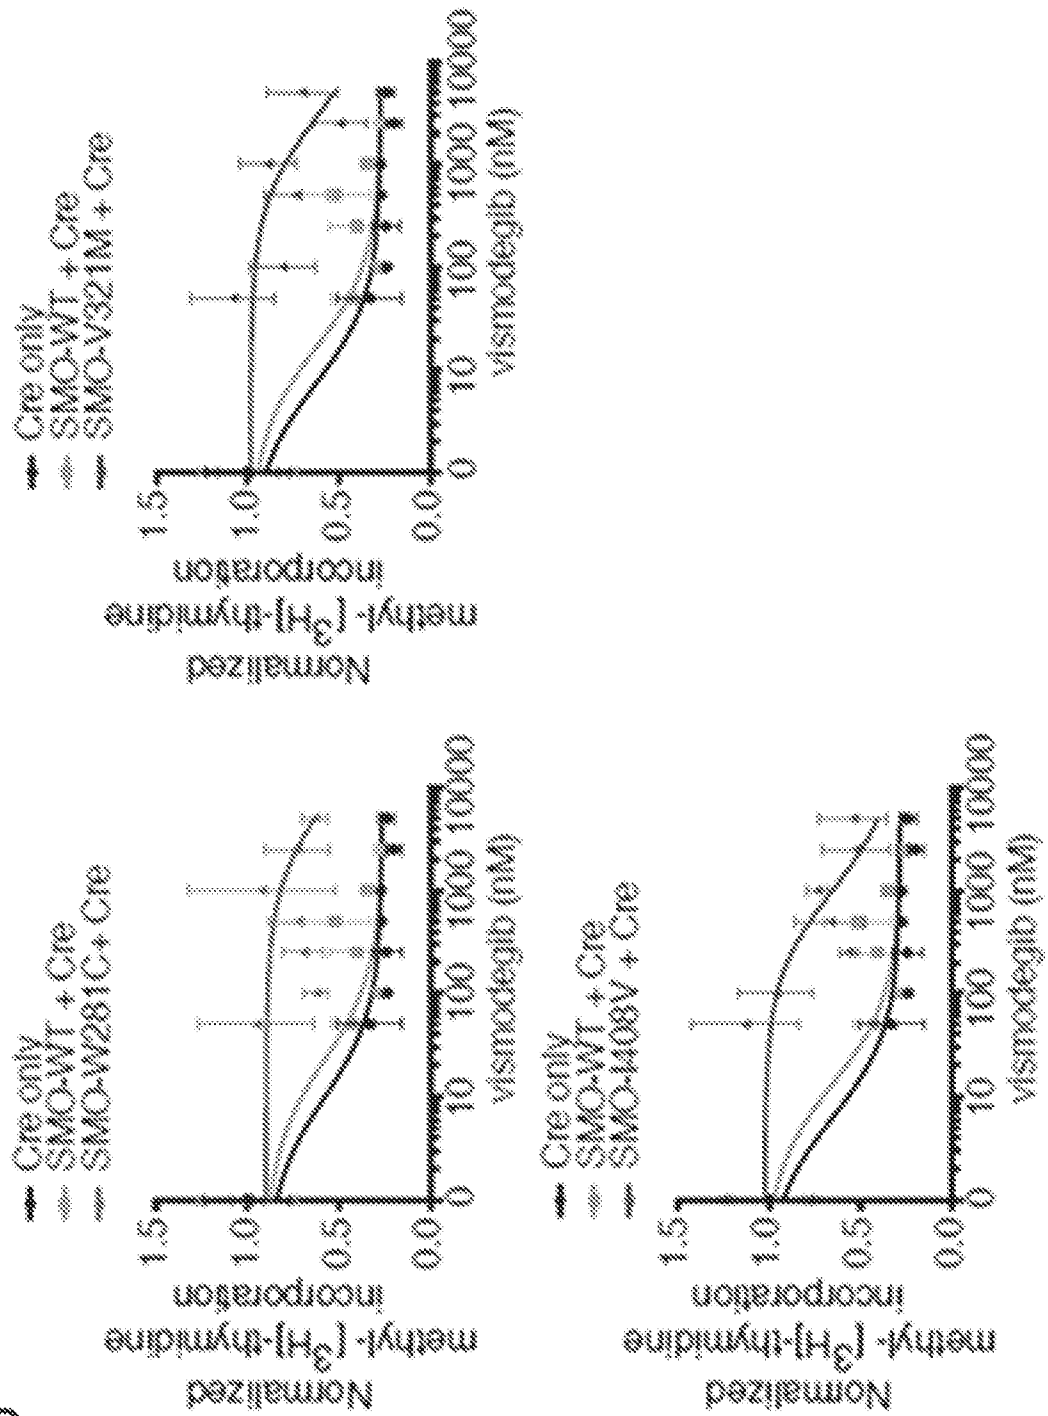 Cre only
SMO-WT + Cre
SMO-W281C+ Cre
Normalized
methyl-[3H]-thymidine
incorporation
1.5
1.0
0.5
0.0
0
10
100
1000
10000
vismodegib (nM)
Cre only
SMO-WT + Cre
SMO-V321M + Cre
Normalized
methyl-[3H]-thymidine
incorporation
1.5
1.0
0.5
0.0
0
10
100
1000
10000
vismodegib (nM)
Cre only
SMO-WT + Cre
SMO-I408V + Cre
Normalized
methyl-[3H]-thymidine
incorporation
1.5
1.0
0.5
0.0
0
10
100
1000
10000
vismodegib (nM)